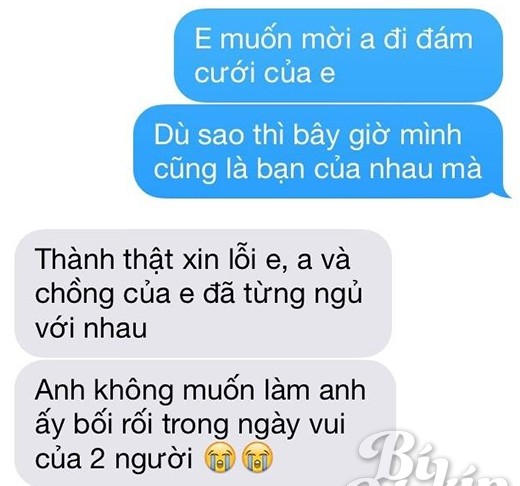 E muốn mời a đi đám
cưới của e
Dù sao thì bây giờ mình
cũng là bạn của nhau mà
Thành thật xin lỗi e, a và
chồng của e đã từng ngủ
với nhau
Anh không muốn làm anh
ấy bối rối trong ngày vui
của 2 người 😭😭